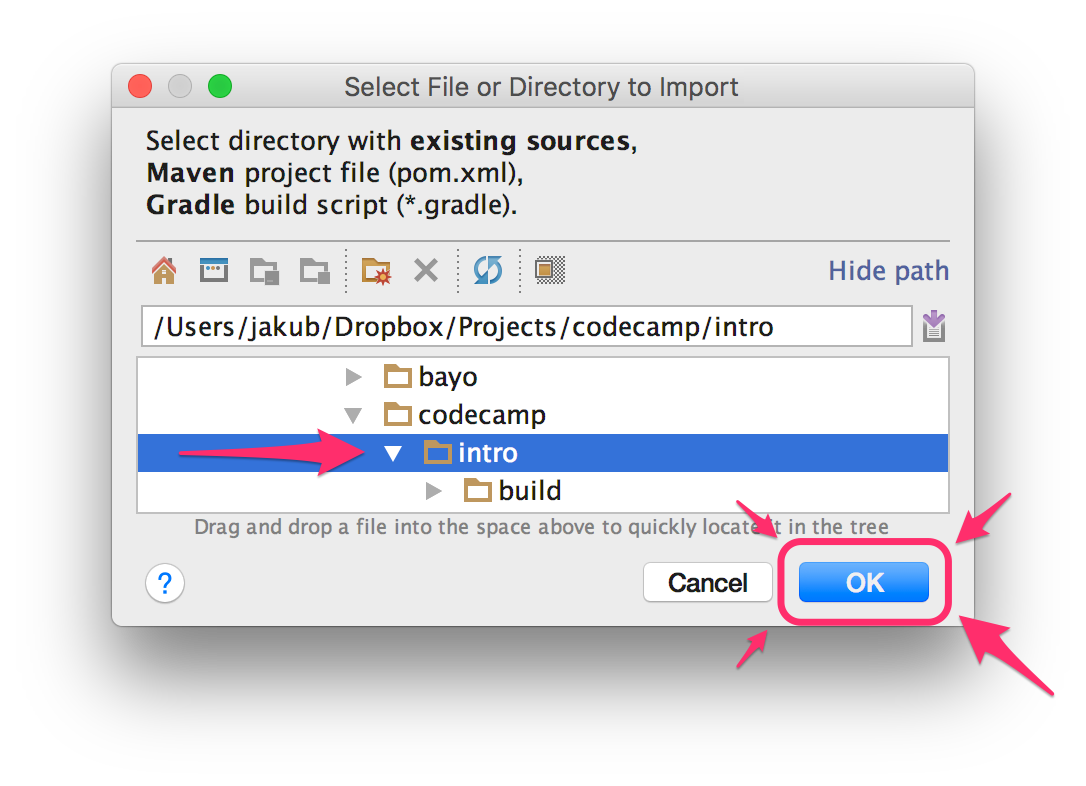 Select File or Directory to Import
Select directory with existing sources,
Maven project file (pom.xml),
Gradle build script (*.gradle).
Hide path
/Users/jakub/Dropbox/Projects/codecamp/intro
bayo
codecamp
intro
build
Drag and drop a file into the space above to quickly locate it in the tree
?
Cancel
OK